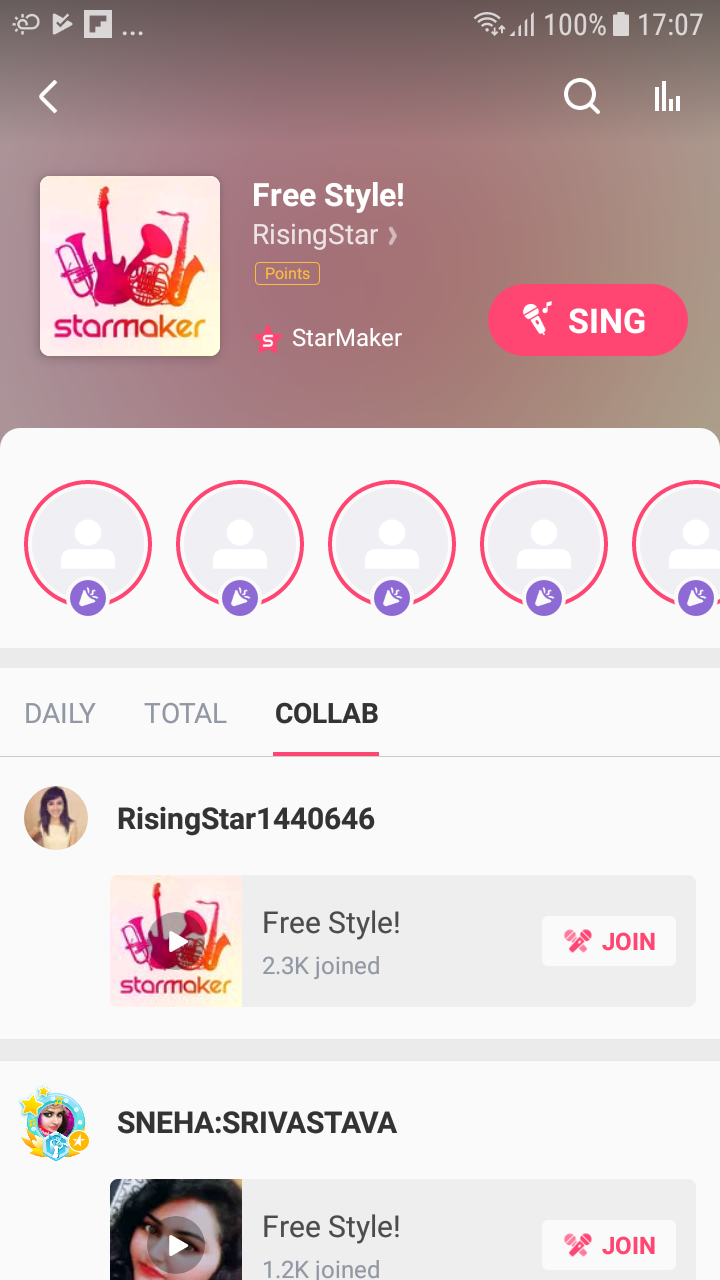 ... 100% 17:07
Free Style!
RisingStar
Points
starmaker
S StarMaker
SING
DAILY TOTAL COLLAB
RisingStar1440646
starmaker
Free Style!
2.3K joined
JOIN
SNEHA:SRIVASTAVA
Free Style!
1.2K joined
JOIN